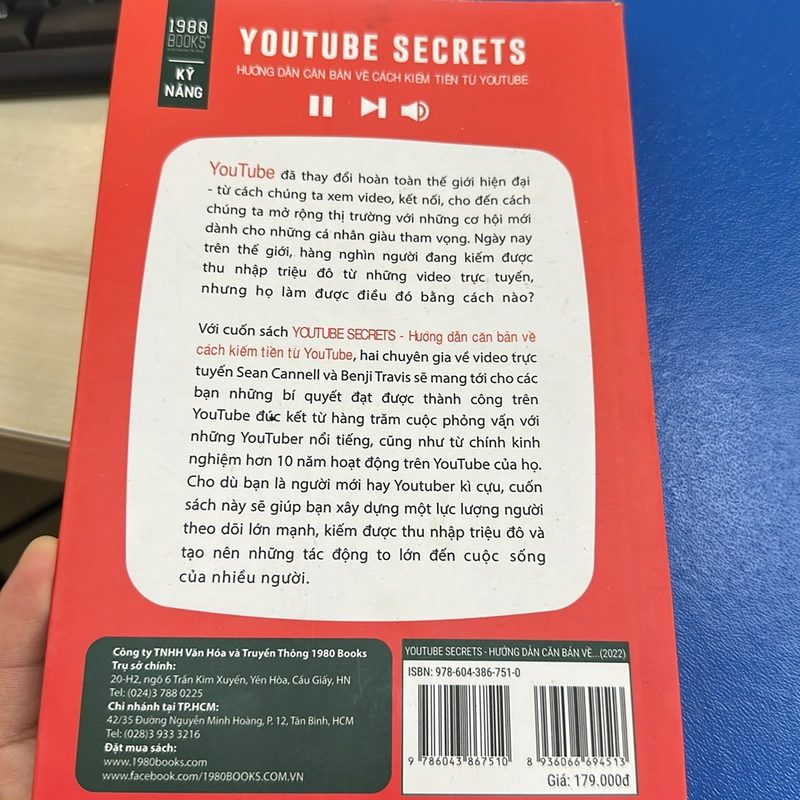 1980
BOOKS
KỸ
NĂNG
YOUTUBE SECRETS
HƯỚNG DẪN CĂN BẢN VỀ CÁCH KIẾM TIỀN TỪ YOUTUBE
YouTube đã thay đổi hoàn toàn thế giới hiện đại
- từ cách chúng ta xem video, kết nối, cho đến cách
chúng ta mở rộng thị trường với những cơ hội mới
dành cho những cá nhân giàu tham vọng. Ngày nay
trên thế giới, hàng nghìn người đang kiếm được
thu nhập triệu đô từ những video trực tuyến,
nhưng họ làm được điều đó bằng cách nào?
Với cuốn sách YOUTUBE SECRETS - Hướng dẫn căn bản về
cách kiếm tiền từ YouTube, hai chuyên gia về video trực
tuyến Sean Cannell và Benji Travis sẽ mang tới cho các
bạn những bí quyết đạt được thành công trên
YouTube đúc kết từ hàng trăm cuộc phỏng vấn với
những YouTuber nổi tiếng, cũng như từ chính kinh
nghiệm hơn 10 năm hoạt động trên YouTube của họ.
Cho dù bạn là người mới hay Youtuber kì cựu, cuốn
sách này sẽ giúp bạn xây dựng một lực lượng người
theo dõi lớn mạnh, kiếm được thu nhập triệu đô và
tạo nên những tác động to lớn đến cuộc sống
của nhiều người.
Công ty TNHH Văn Hóa và Truyền Thông 1980 Books
Trụ sở chính:
20-H2, ngõ 6 Trần Kim Xuyến, Yên Hòa, Cầu Giấy, HN
Tel: (024)3 788 0225
Chi nhánh tại TP.HCM:
42/35 Đường Nguyễn Minh Hoàng, P. 12, Tân Bình, HCM
Tel: (028)3 933 3216
Đặt mua sách:
www.1980books.com
www.facebook.com/1980BOOKS.COM.VN
YOUTUBE SECRETS - HƯỚNG DẪN CĂN BẢN VỀ...(2022)
ISBN: 978-604-386-751-0
9 786043 867510
8 936066 694513
Giá: 179.000đ